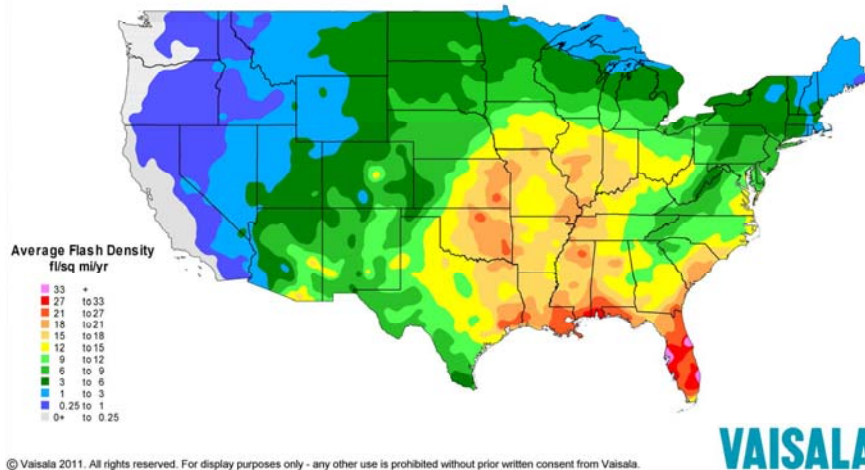 Average Flash Density
fl/sq mi/yr
33 +
27 to 33
21 to 27
18 to 21
15 to 18
12 to 15
9 to 12
6 to 9
3 to 6
1 to 3
0.25 to 1
0+ to 0.25
© Vaisala 2011. All rights reserved. For display purposes only - any other use is prohibited without prior written consent from Vaisala.
VAISALA